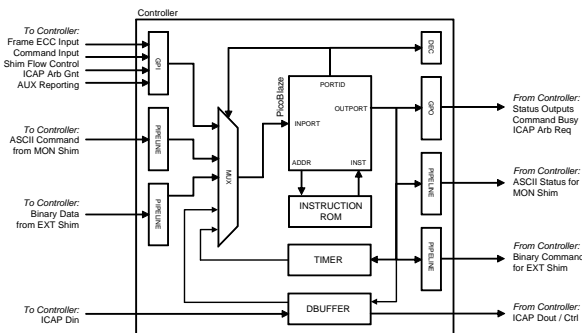 Controller
To Controller:
Frame ECC Input
Command Input
Shim Flow Control
ICAP Arb Gnt
AUX Reporting
GPI
To Controller:
ASCII Command
from MON Shim
PIPELINE
To Controller:
Binary Data
from EXT Shim
PIPELINE
To Controller:
ICAP Din
MUX
PicoBlaze
PORTID
OUTPORT
INPORT
ADDR
INST
INSTRUCTION
ROM
TIMER
DBUFFER
DEC
GPO
From Controller:
Status Outputs
Command Busy
ICAP Arb Req
PIPELINE
From Controller:
ASCII Status for
MON Shim
PIPELINE
From Controller:
Binary Command
for EXT Shim
From Controller:
ICAP Dout / Ctrl